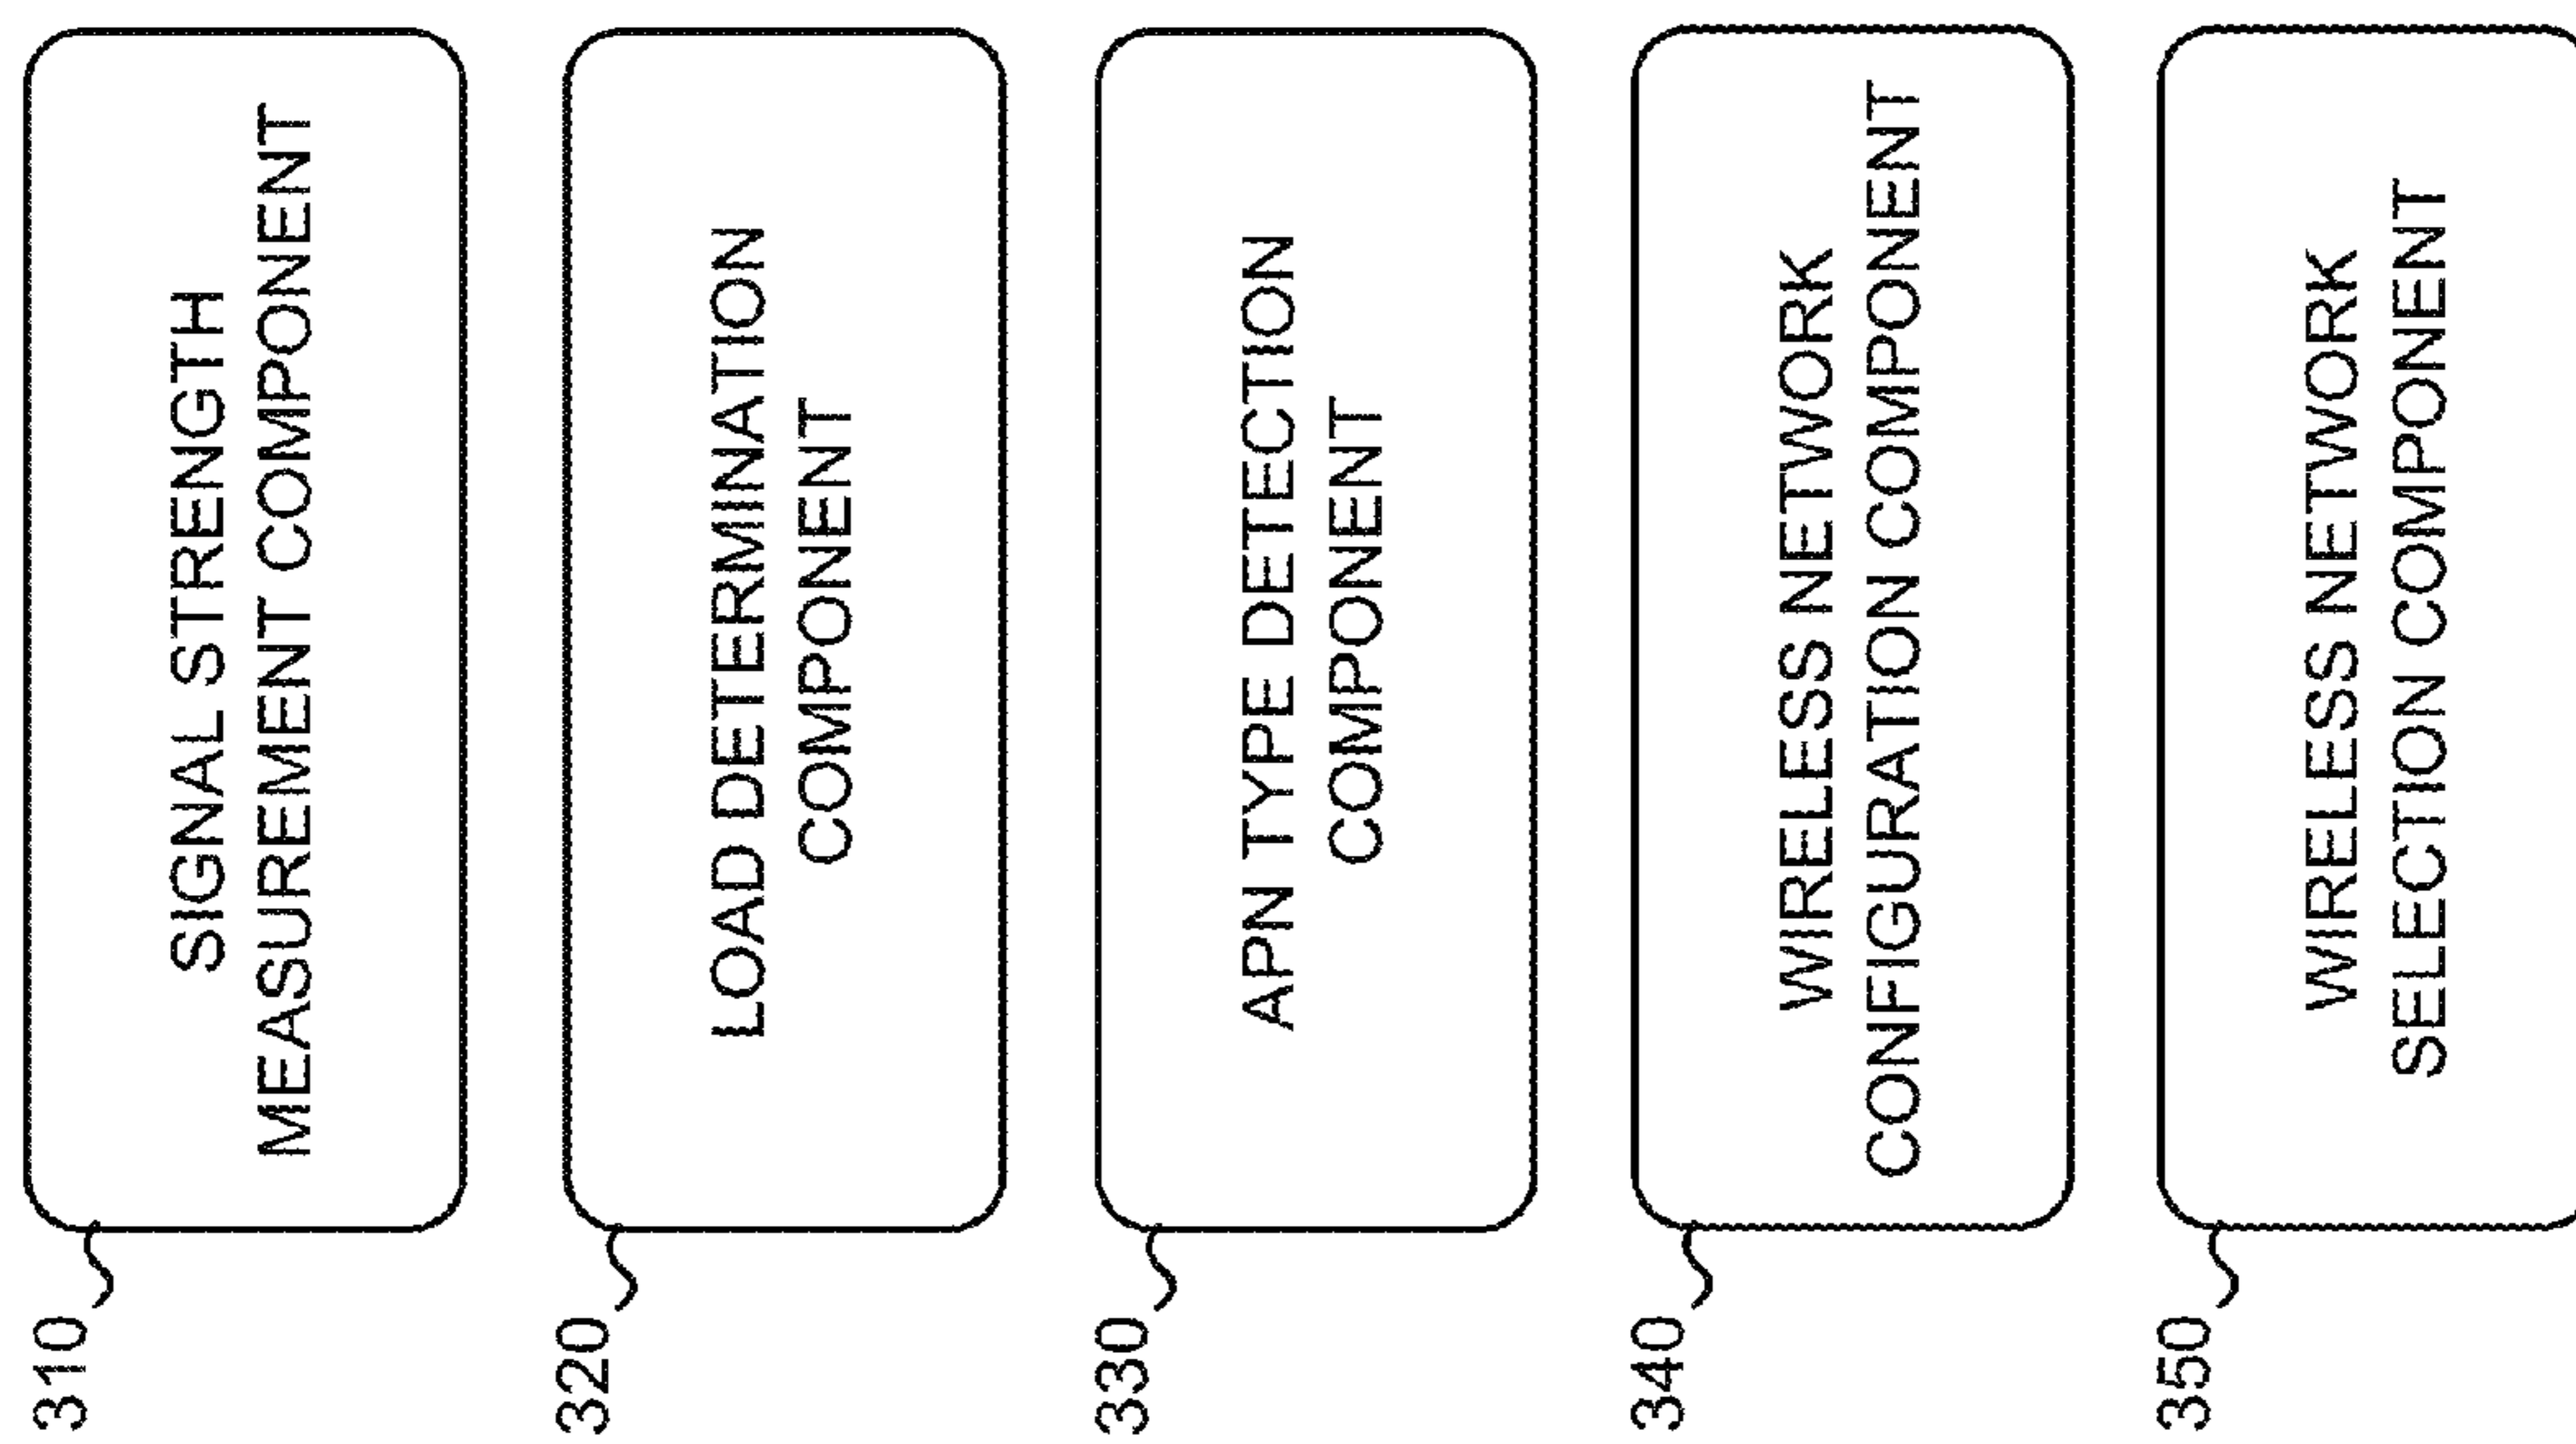 310
SIGNAL STRENGTH
MEASUREMENT COMPONENT
320
LOAD DETERMINATION
COMPONENT
330
APN TYPE DETECTION
COMPONENT
340
WIRELESS NETWORK
CONFIGURATION COMPONENT
350
WIRELESS NETWORK
SELECTION COMPONENT